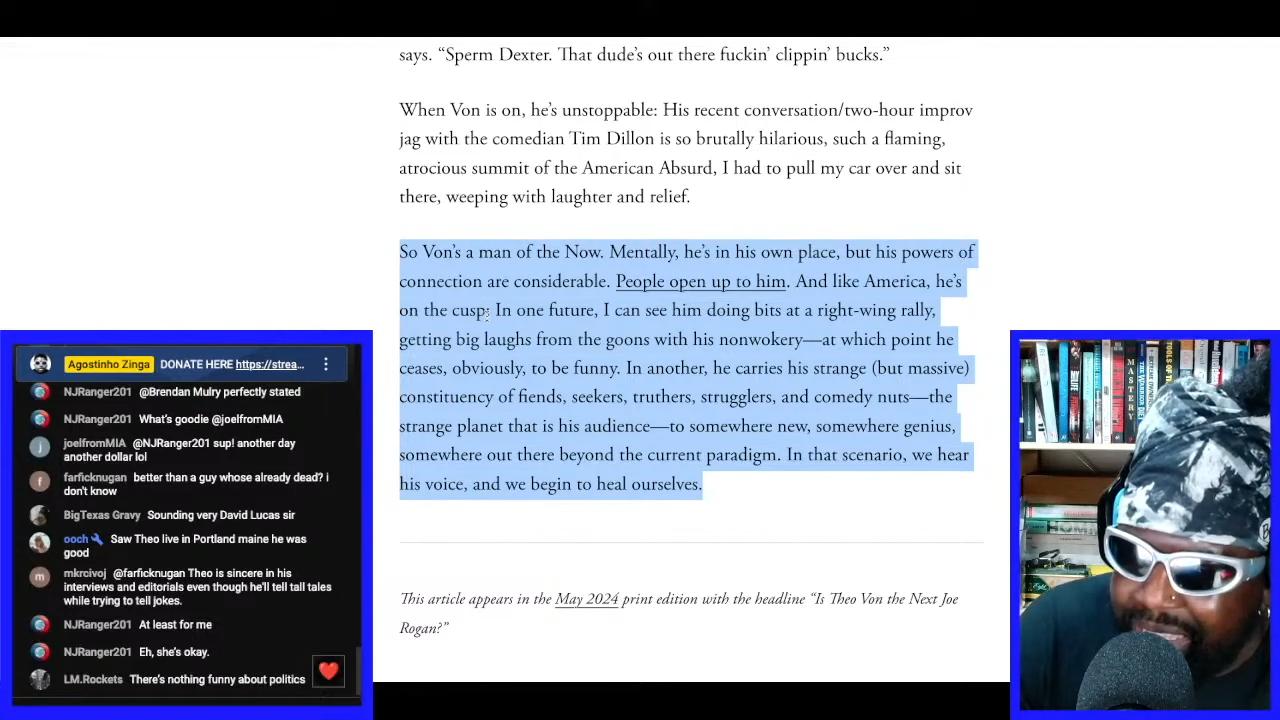 says. “Sperm Dexter. That dude’s out there fuckin’ clippin’ bucks.”
When Von is on, he’s unstoppable: His recent conversation/two-hour improv
jag with the comedian Tim Dillon is so brutally hilarious, such a flaming,
atrocious summit of the American Absurd, I had to pull my car over and sit
there, weeping with laughter and relief.
So Von’s a man of the Now. Mentally, he’s in his own place, but his powers of
connection are considerable. People open up to him. And like America, he’s
on the cusp: In one future, I can see him doing bits at a right-wing rally,
getting big laughs from the goons with his nonwokery—at which point he
ceases, obviously, to be funny. In another, he carries his strange (but massive)
constituency of fiends, seekers, truthers, strugglers, and comedy nuts—the
strange planet that is his audience—to somewhere new, somewhere genius,
somewhere out there beyond the current paradigm. In that scenario, we hear
his voice, and we begin to heal ourselves.
This article appears in the May 2024 print edition with the headline “Is Theo Von the Next Joe
Rogan?”
Agostinho Zinga DONATE HERE https://strea...
NJRanger201 @Brendan Mulry perfectly stated
NJRanger201 What's goodie @joelfromMIA
joelfromMIA @NJRanger201 sup! another day
another dollar lol
farficknugan better than a guy whose already dead? i
don't know
BigTexas Gravy Sounding very David Lucas sir
ooch Saw Theo live in Portland maine he was
good
mkrcivoj @farficknugan Theo is sincere in his
interviews and editorials even though he'll tell tall tales
while trying to tell jokes.
NJRanger201 At least for me
NJRanger201 Eh, she's okay.
LM.Rockets There's nothing funny about politics
MASTERY